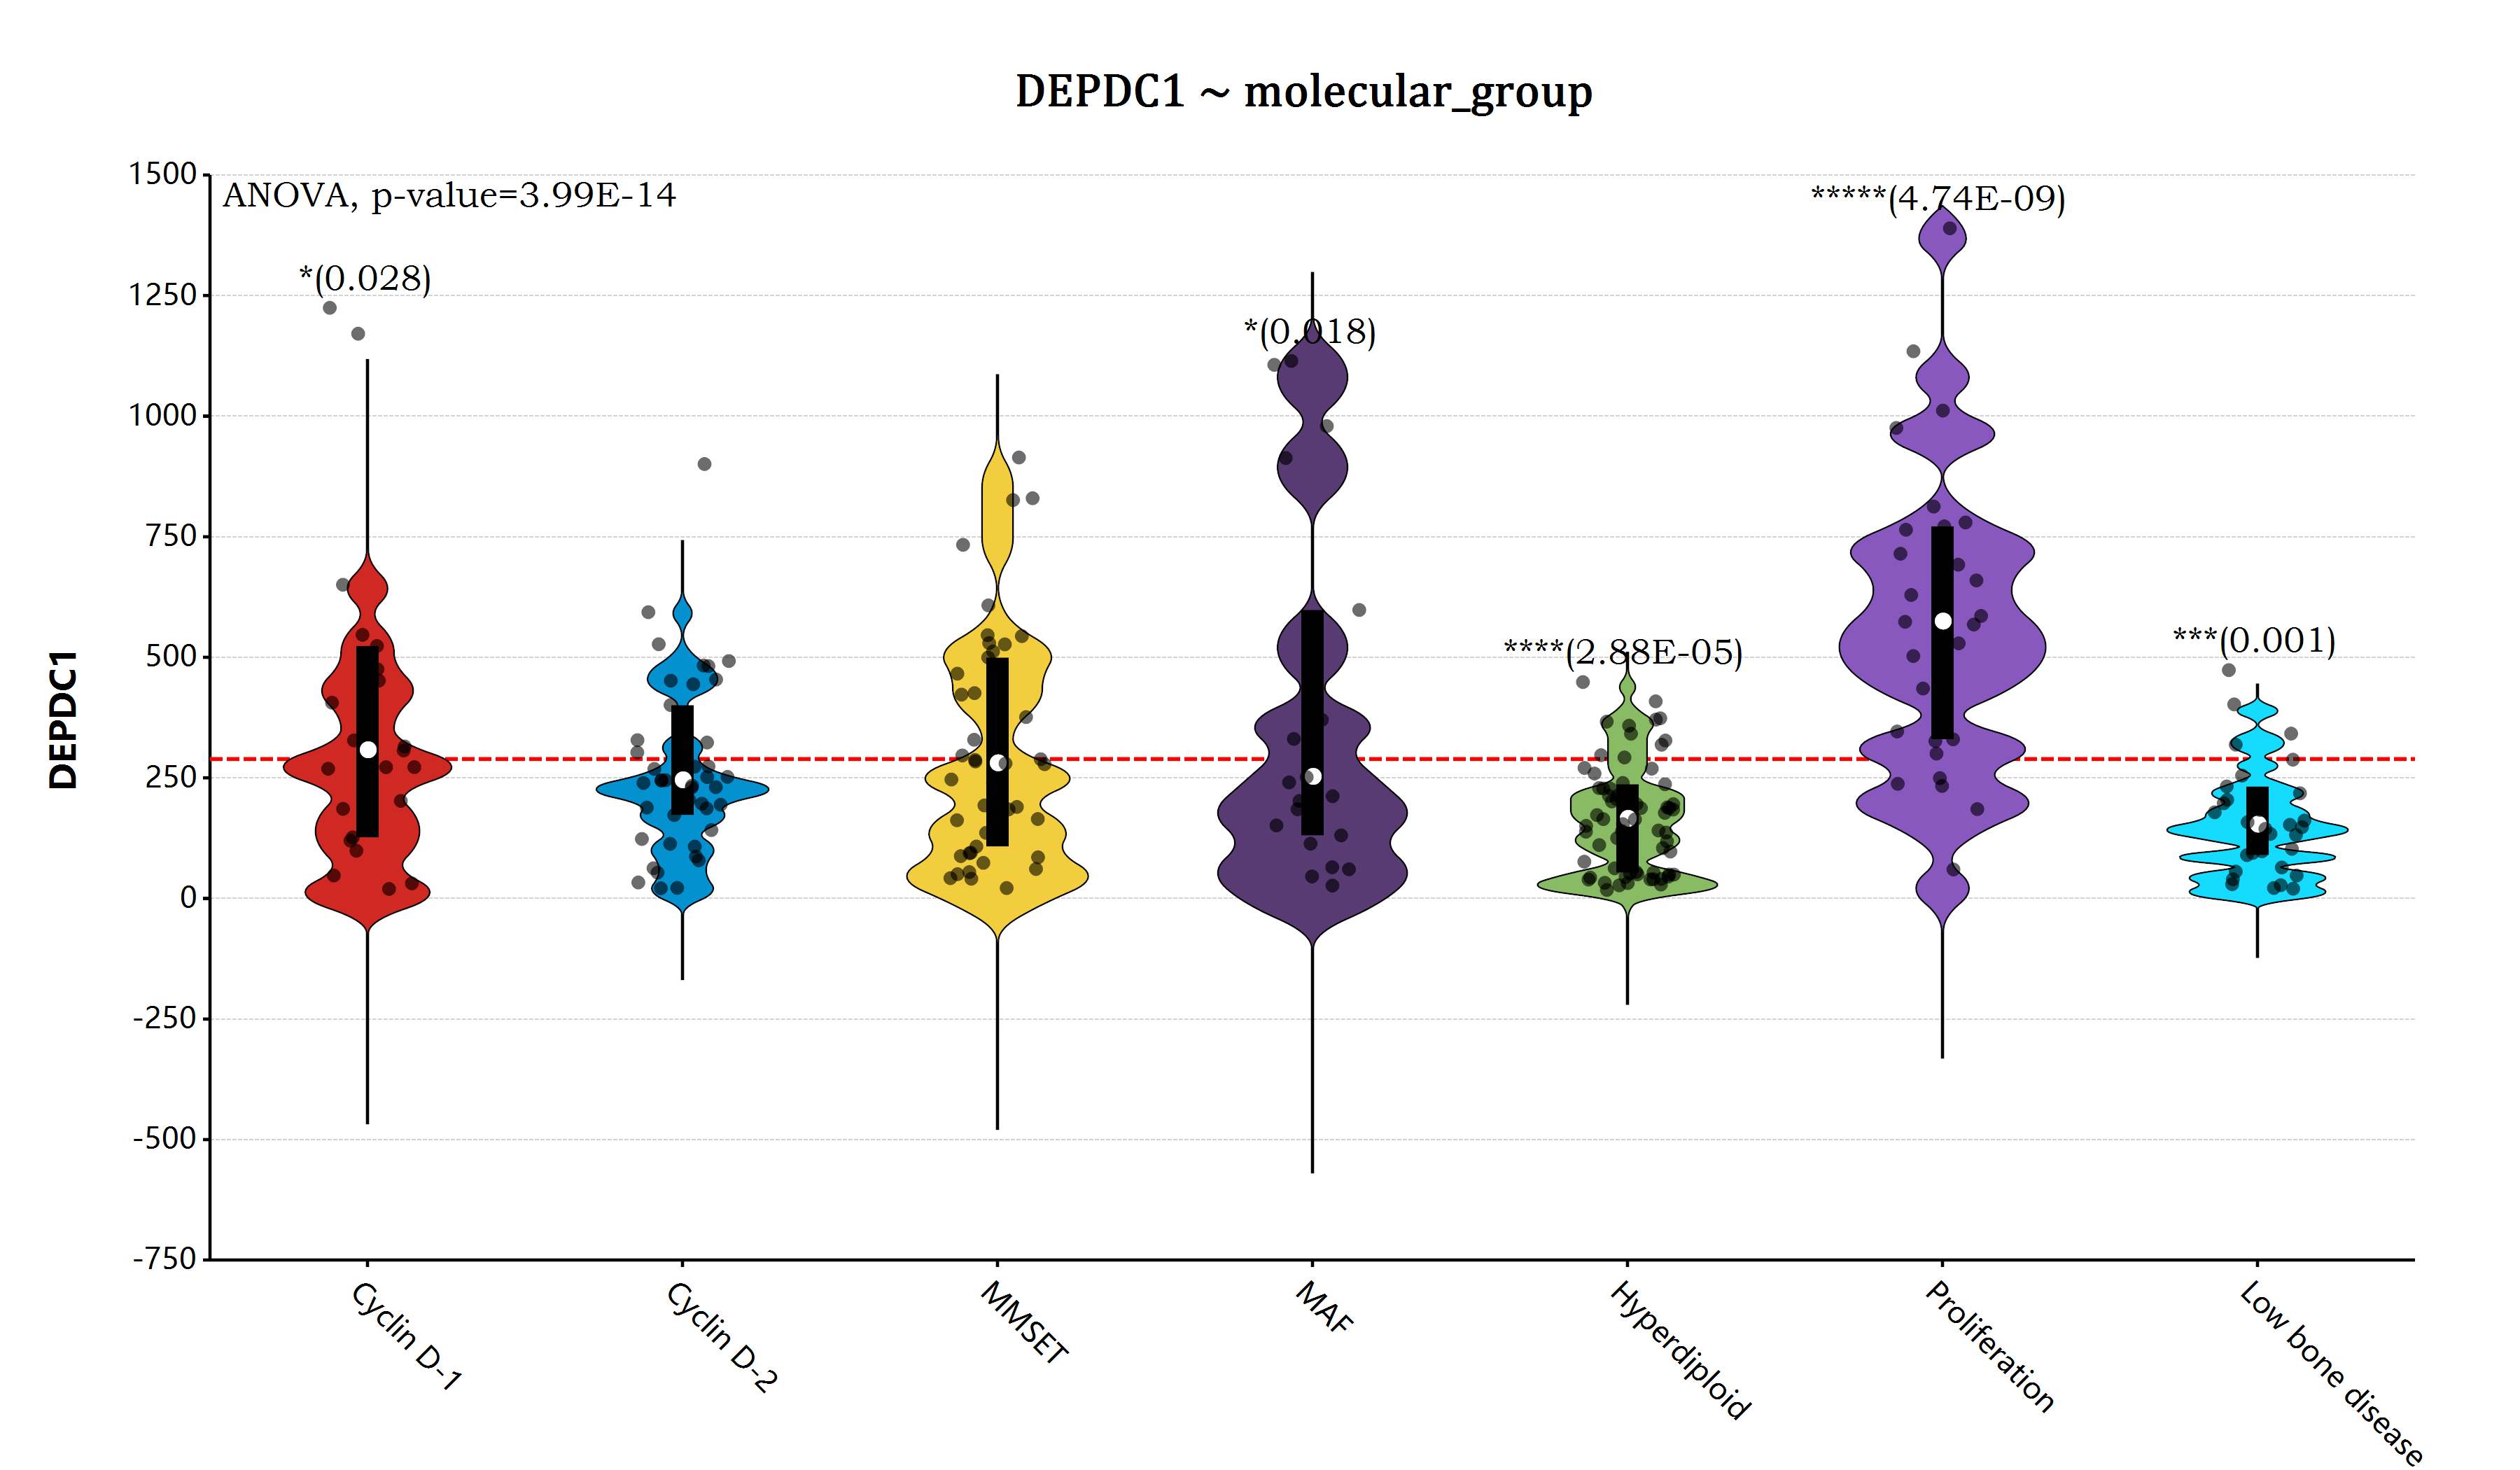 DEPDC1 ~ molecular_group
1500
1250
1000
750
500
250
0
-250
-500
-750
DEPDC1
ANOVA, p-value=3.99E-14
*(0.028)
*(0.018)
****(2.88E-05)
*****(4.74E-09)
***(0.001)
Cyclin D-1
Cyclin D-2
MMSET
MAF
Hyperdiploid
Proliferation
Low bone disease